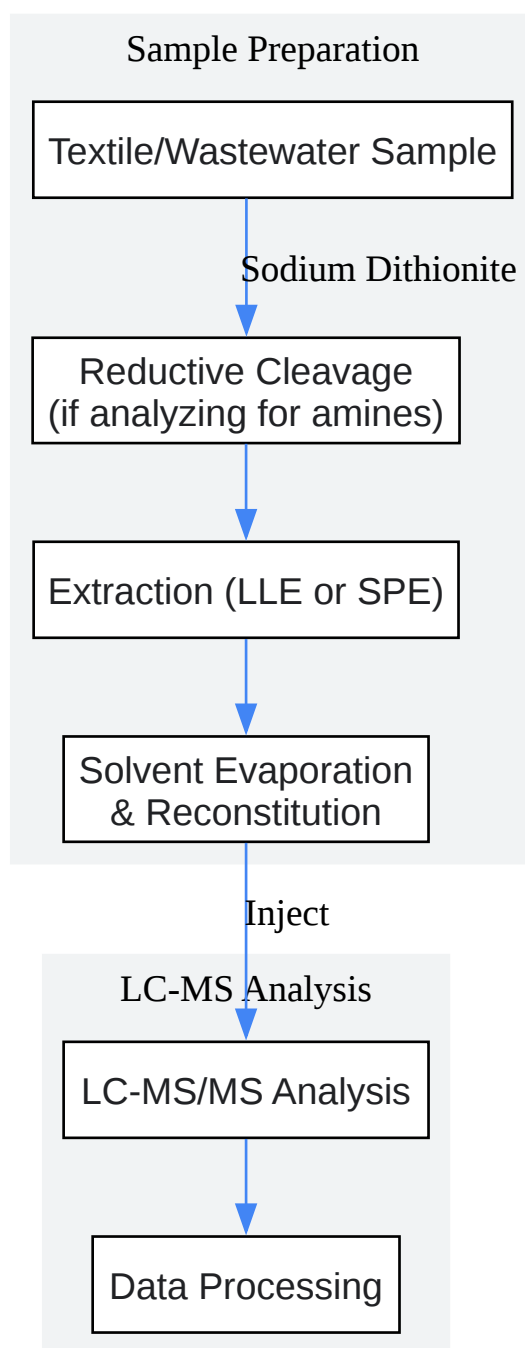 Sample Preparation
Textile/Wastewater Sample
Sodium Dithionite
Reductive Cleavage
(if analyzing for amines)
Extraction (LLE or SPE)
Solvent Evaporation
& Reconstitution
Inject
LC-MS Analysis
LC-MS/MS Analysis
Data Processing